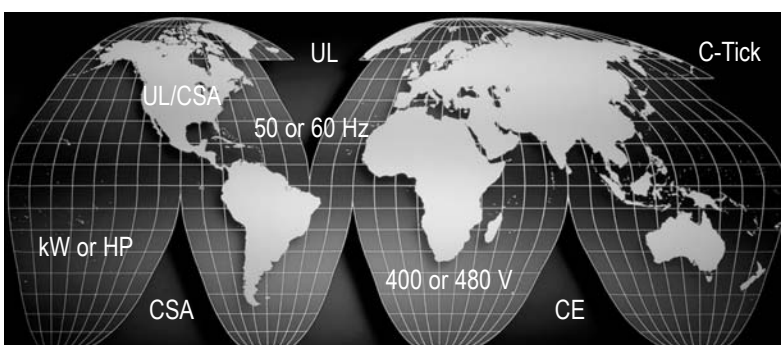 UL
C-Tick
UL/CSA
50 or 60 Hz
kW or HP
400 or 480 V
CSA
CE